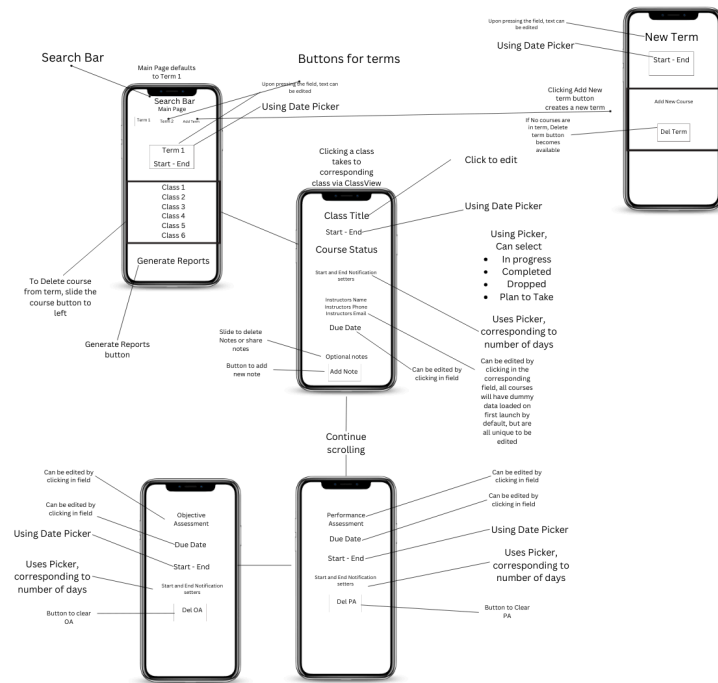 Search Bar
Main Page defaults
to Term 1
Buttons for terms
Upon pressing the field, text can
be edited
Using Date Picker
Search Bar
Main Page
Term 1
Term 2
Add Term
Term 1
Start - End
Class 1
Class 2
Class 3
Class 4
Class 5
Class 6
Generate Reports
To Delete course
from term, slide the
course button to
left
Generate Reports
button
Upon pressing the field, text can
be edited
Using Date Picker
Clicking Add New
term button
creates a new term
If No courses are
in term, Delete
term button
becomes
available
New Term
Start - End
Add New Course
Del Term
Clicking a class
takes to
corresponding
class via ClassView
Click to edit
Using Date Picker
Class Title
Start - End
Course Status
Start and End Notification
setters
Instructors Name
Instructors Phone
Instructors Email
Due Date
Optional notes
Add Note
Using Picker,
Can select
• In progress
• Completed
• Dropped
• Plan to Take
Uses Picker,
corresponding to
number of days
Slide to delete
Notes or share
notes
Button to add
new note
Can be edited by
clicking in field
Can be edited by
clicking in the
corresponding
field, all courses
will have dummy
data loaded on
first launch by
default, but are
all unique to be
edited
Continue
scrolling
Can be edited by
clicking in field
Can be edited by
clicking in field
Using Date Picker
Uses Picker,
corresponding to
number of days
Button to clear
OA
Objective
Assessment
Due Date
Start - End
Start and End Notification
setters
Del OA
Performance
Assessment
Due Date
Start - End
Start and End Notification
setters
Del PA
Can be edited by
clicking in field
Can be edited by
clicking in field
Using Date Picker
Uses Picker,
corresponding to
number of days
Button to Clear
PA